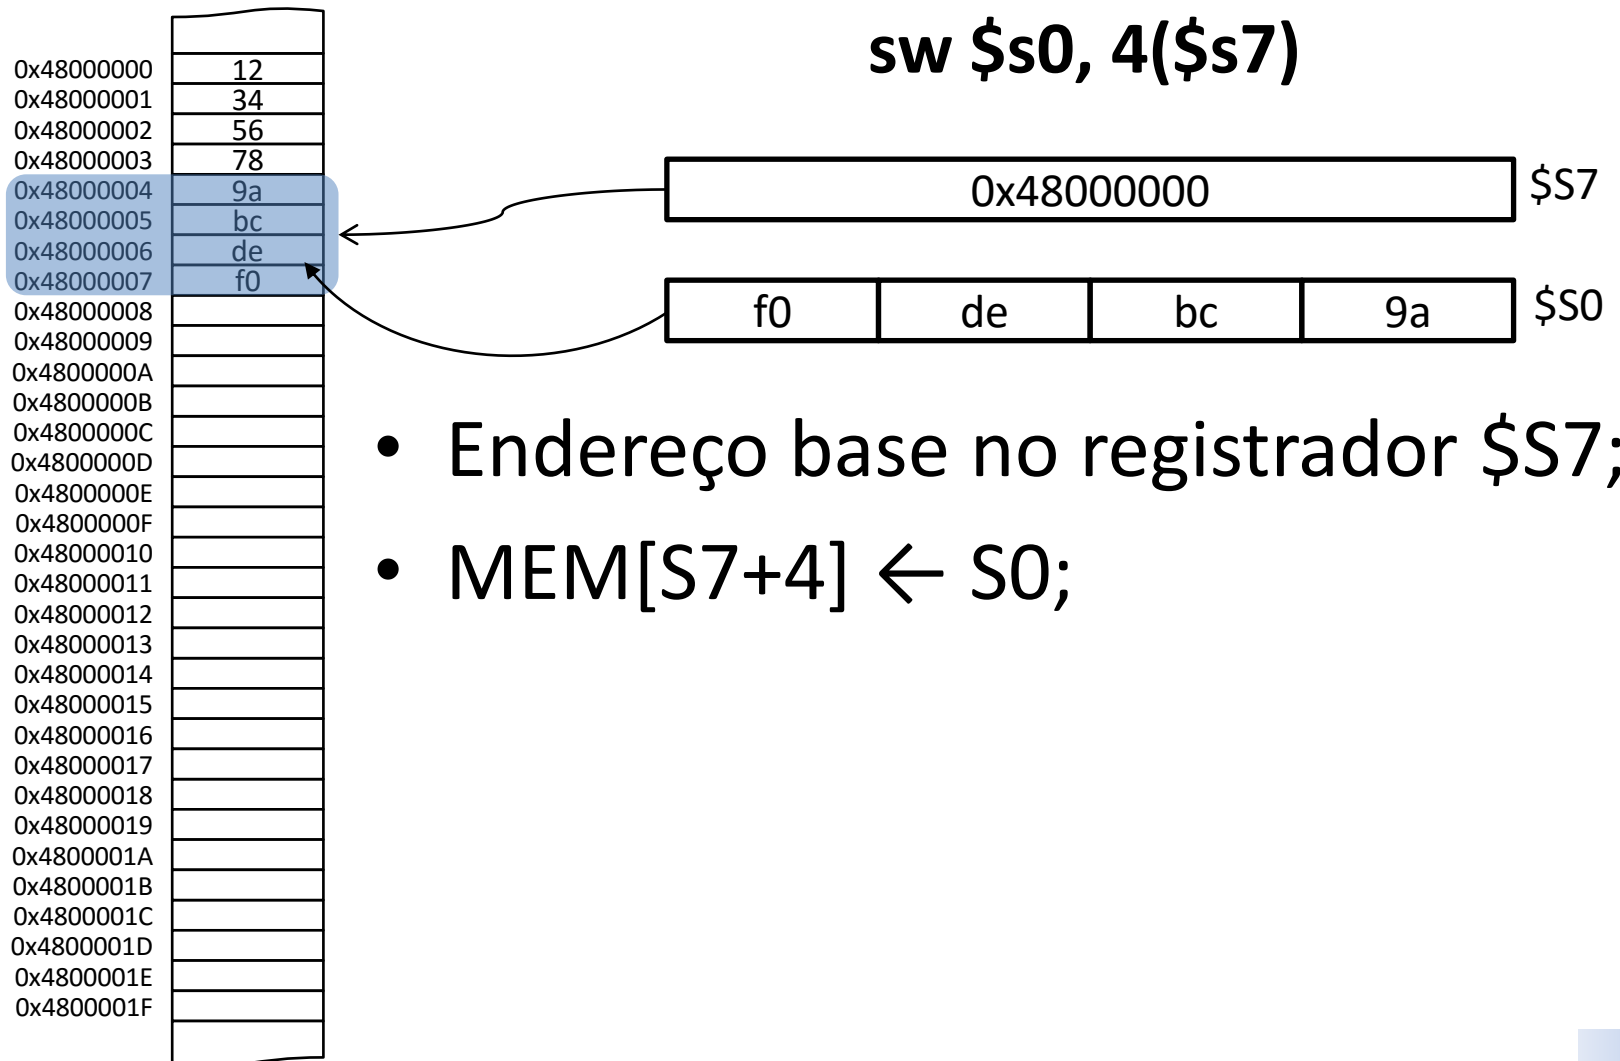 sw $s0, 4($s7)
0x48000000 12
0x48000001 34
0x48000002 56
0x48000003 78
0x48000004 9a
0x48000005 bc
0x48000006 de
0x48000007 f0
0x48000008
0x48000009
0x4800000A
0x4800000B
0x4800000C
0x4800000D
0x4800000E
0x4800000F
0x48000010
0x48000011
0x48000012
0x48000013
0x48000014
0x48000015
0x48000016
0x48000017
0x48000018
0x48000019
0x4800001A
0x4800001B
0x4800001C
0x4800001D
0x4800001E
0x4800001F
0x48000000 $S7
f0 de bc 9a $S0
• Endereço base no registrador $S7;
• MEM[S7+4] ← S0;